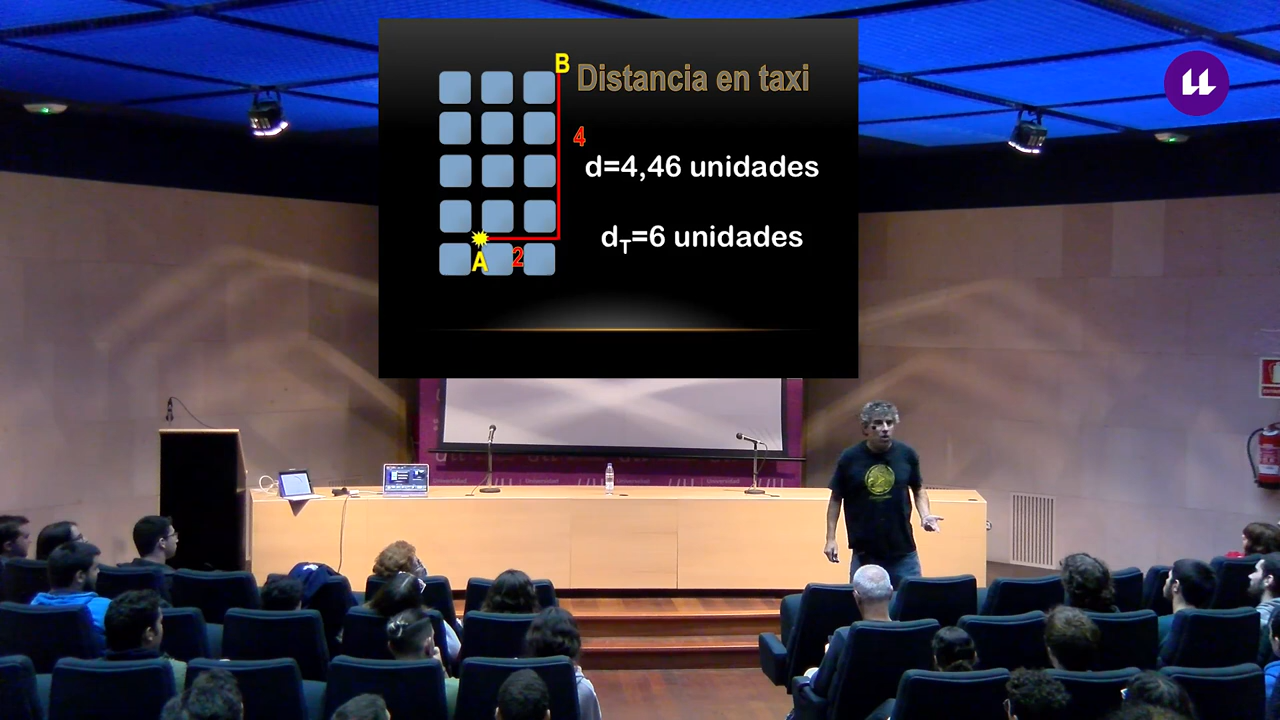 B
Distancia en taxi
4
d=4,46 unidades
dT=6 unidades
A
2